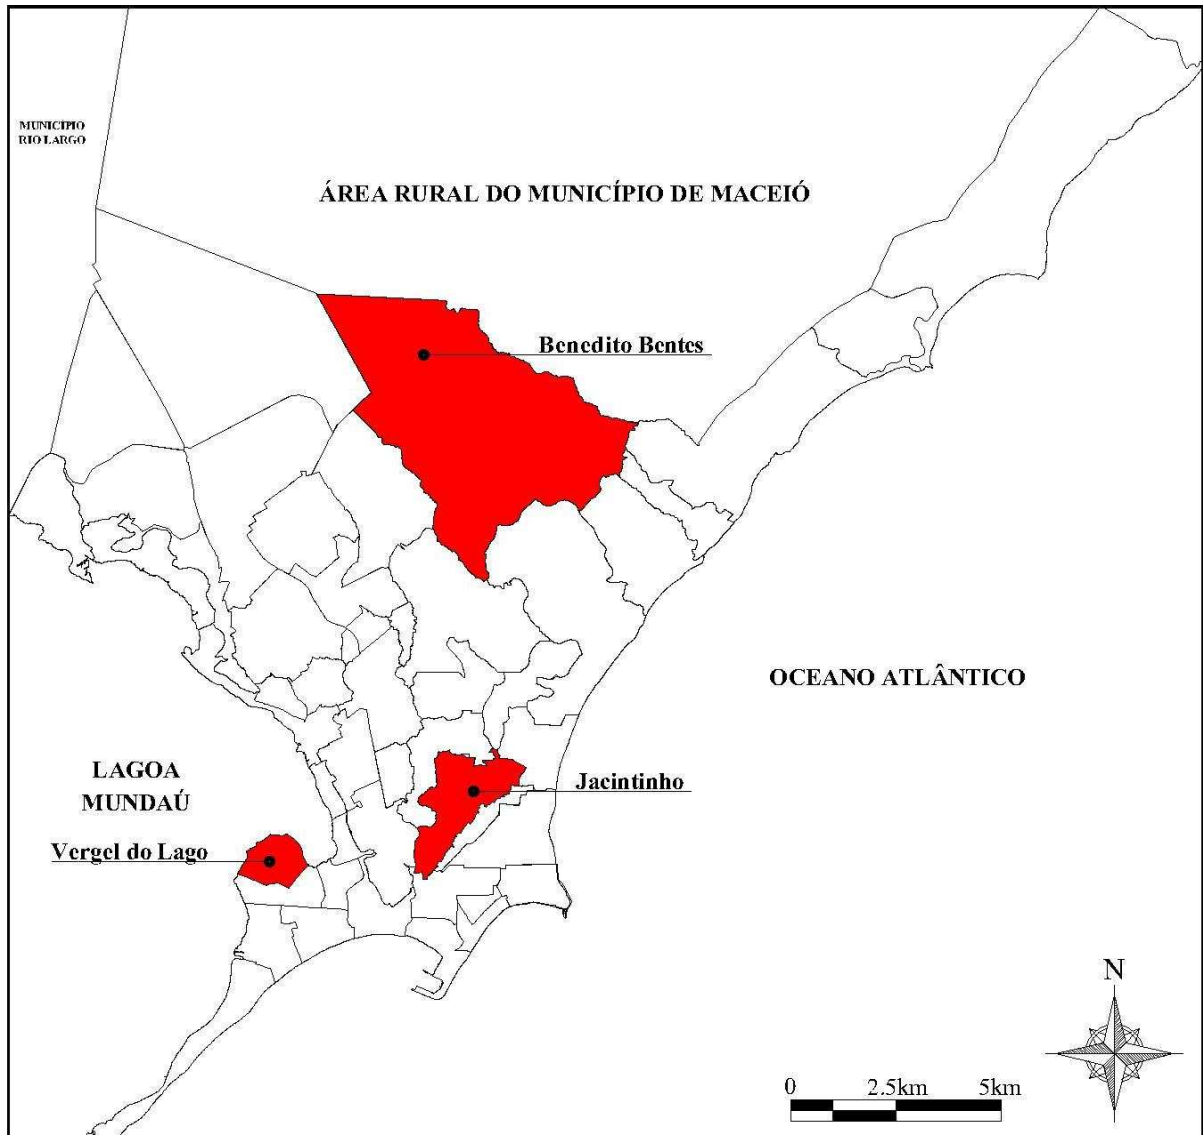 MUNICÍPIO
RIO LARGO
ÁREA RURAL DO MUNICÍPIO DE MACEIÓ
Benedito Bentes
OCEANO ATLÂNTICO
LAGOA
MUNDAÚ
Jacintinho
Vergel do Lago
N
0 2.5km 5km